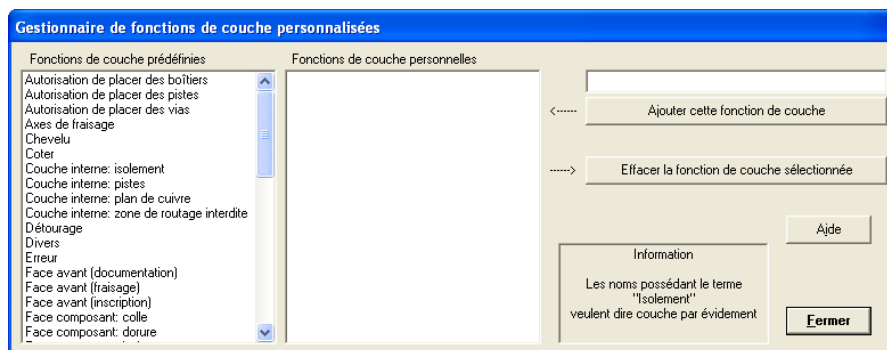 Gestionnaire de fonctions de couche personnalisées
Fonctions de couche prédéfinies
Autorisation de placer des boîtiers
Autorisation de placer des pistes
Autorisation de placer des vias
Axes de fraisage
Chevelu
Coter
Couche interne: isolement
Couche interne: pistes
Couche interne: plan de cuivre
Couche interne: zone de routage interdite
Détourage
Divers
Erreur
Face avant (documentation)
Face avant (fraisage)
Face avant (inscription)
Face composant: colle
Face composant: dorure
Fonctions de couche personnelles
<------
Ajouter cette fonction de couche
------>
Effacer la fonction de couche sélectionnée
Aide
Information
Les noms possédant le terme
"Isolement"
veulent dire couche par évidement
Fermer